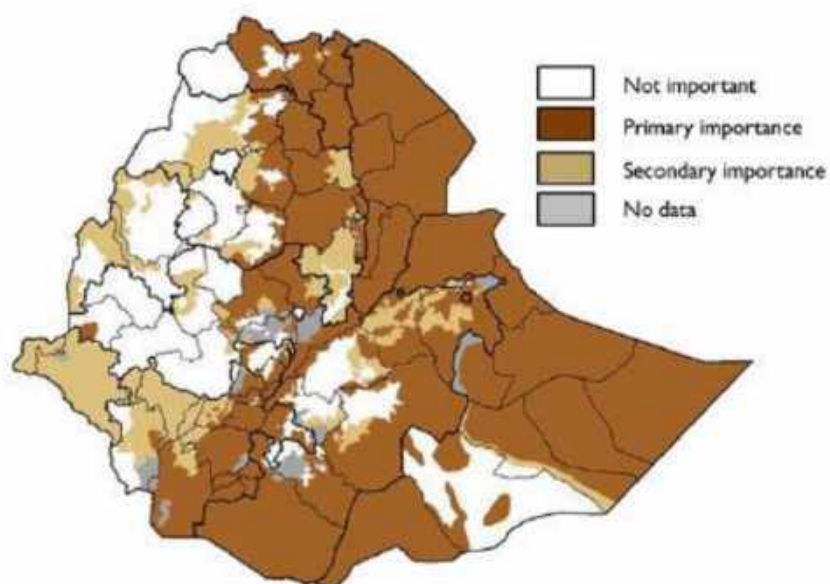 Not important
Primary importance
Secondary importance
No data